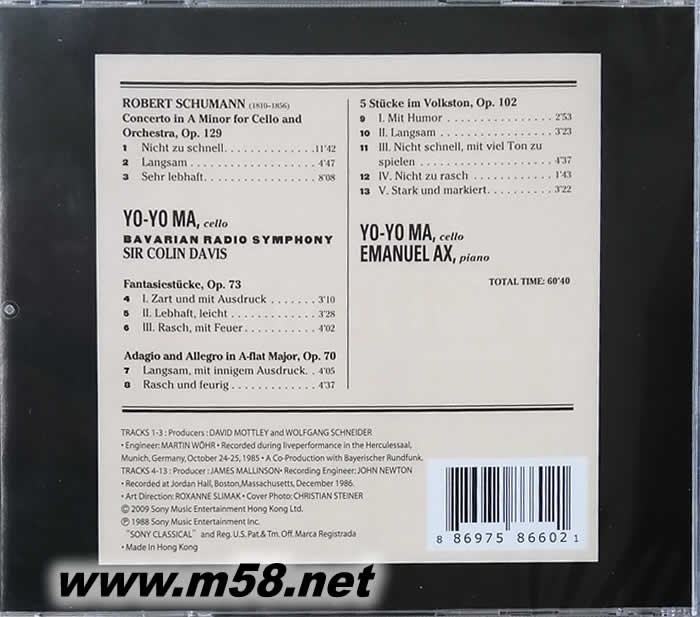 ROBERT SCHUMANN (1810-1856)
Concerto in A Minor for Cello and
Orchestra, Op. 129
1 Nicht zu schnell. . . . . . . . . . . . .11'42
2 Langsam . . . . . . . . . . . . . . . . . 4'47
3 Sehr lebhaft. . . . . . . . . . . . . . . 8'08
YO-YO MA, cello
BAVARIAN RADIO SYMPHONY
SIR COLIN DAVIS
Fantasiestücke, Op. 73
4 I. Zart und mit Ausdruck . . . . . . . 3'10
5 II. Lebhaft, leicht . . . . . . . . . . . 3'28
6 III. Rasch, mit Feuer . . . . . . . . . . 4'02
Adagio and Allegro in A-flat Major, Op. 70
7 Langsam, mit innigem Ausdruck. . 4'05
8 Rasch und feurig . . . . . . . . . . . . 4'37
5 Stücke im Volkston, Op. 102
9 I. Mit Humor . . . . . . . . . . . . . . 2'53
10 II. Langsam . . . . . . . . . . . . . . . 3'23
11 III. Nicht schnell, mit viel Ton zu
spielen . . . . . . . . . . . . . . . . . 4'37
12 IV. Nicht zu rasch . . . . . . . . . . . 1'43
13 V. Stark und markiert. . . . . . . . . . 3'22
YO-YO MA, cello
EMANUEL AX, piano
TOTAL TIME: 60'40
TRACKS 1-3 : Producers : DAVID MOTTLEY and WOLFGANG SCHNEIDER
• Engineer: MARTIN WÖHR • Recorded during liveperformance in the Herculessaal,
Munich, Germany, October 24-25, 1985 • A Co-Production with Bayerischer Rundfunk.
TRACKS 4-13 : Producer : JAMES MALLINSON• Recording Engineer: JOHN NEWTON
• Recorded at Jordan Hall, Boston,Massachusetts, December 1986.
• Art Direction: ROXANNE SLIMAK • Cover Photo: CHRISTIAN STEINER
© 2009 Sony Music Entertainment Hong Kong Ltd.
℗ 1988 Sony Music Entertainment Inc.
"SONY CLASSICAL" and Reg. U.S. Pat.& Tm. Off. Marca Registrada
• Made In Hong Kong
8 86975 86602 1
www.m58.net